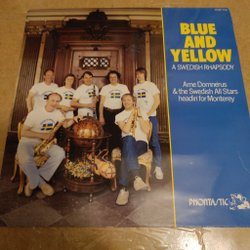 BLUE
AND
YELLOW
A SWEDISH RHAPSODY
Arne Domnerus
& the Swedish All Stars
headin' for Monterey
PHONTASTIC